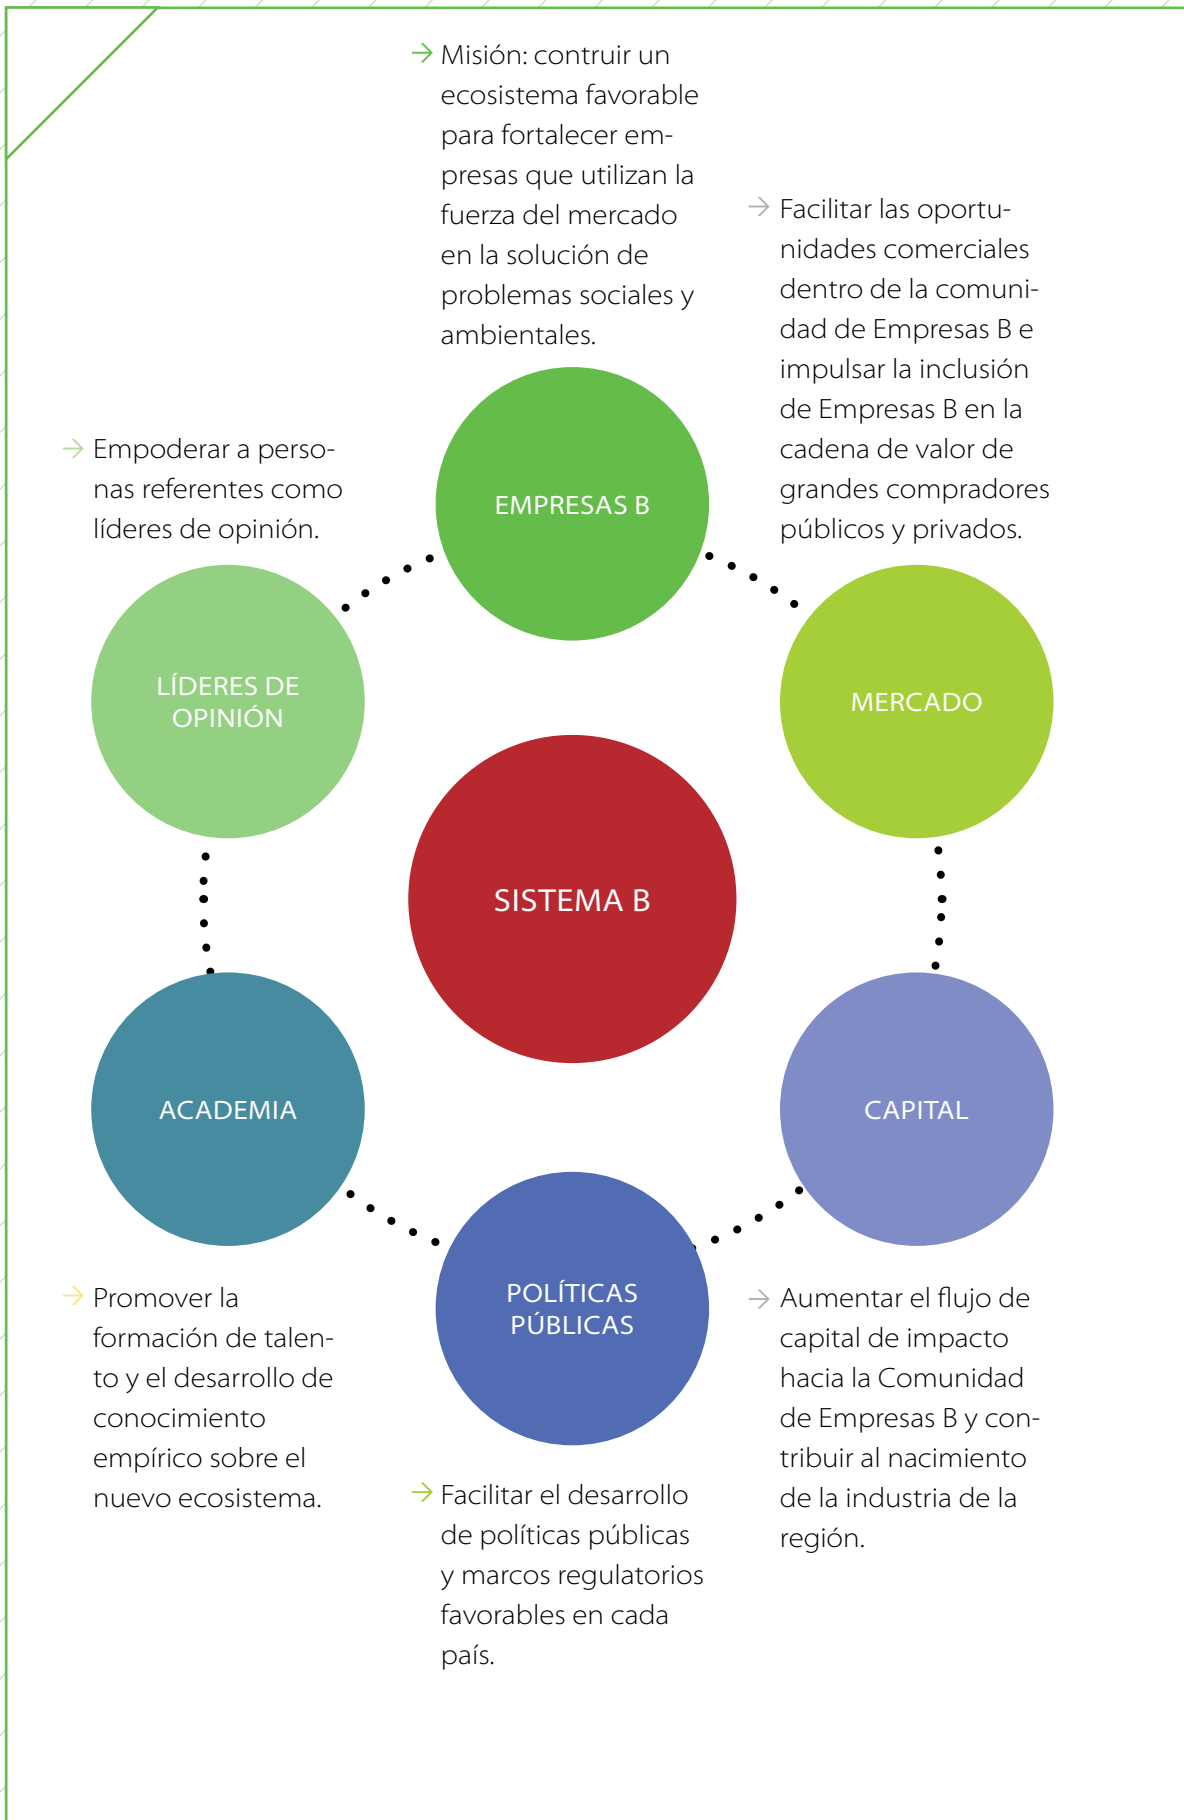 Misión: contruir un
ecosistema favorable
para fortalecer em-
presas que utilizan la
fuerza del mercado
en la solución de
problemas sociales y
ambientales.
Facilitar las oportu-
nidades comerciales
dentro de la comuni-
dad de Empresas B e
impulsar la inclusión
de Empresas B en la
cadena de valor de
grandes compradores
públicos y privados.
Empoderar a perso-
nas referentes como
líderes de opinión.
EMPRESAS B
LÍDERES DE
OPINIÓN
MERCADO
SISTEMA B
ACADEMIA
CAPITAL
POLÍTICAS
PÚBLICAS
Promover la
formación de talen-
to y el desarrollo de
conocimiento
empírico sobre el
nuevo ecosistema.
Facilitar el desarrollo
de políticas públicas
y marcos regulatorios
favorables en cada
país.
Aumentar el flujo de
capital de impacto
hacia la Comunidad
de Empresas B y con-
tribuir al nacimiento
de la industria de la
región.